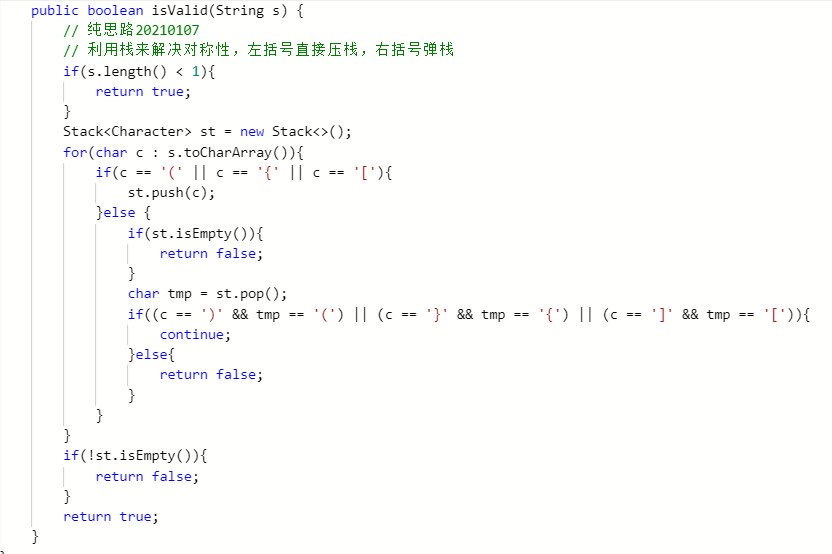 public boolean isValid(String s) {
    // 纯思路20210107
    // 利用栈来解决对称性，左括号直接压栈，右括号弹栈
    if(s.length() < 1){
        return true;
    }
    Stack<Character> st = new Stack<>();
    for(char c : s.toCharArray()){
        if(c == '(' || c == '{' || c == '['){
            st.push(c);
        }else {
            if(st.isEmpty()){
                return false;
            }
            char tmp = st.pop();
            if((c == ')' && tmp == '(') || (c == '}' && tmp == '{') || (c == ']' && tmp == '[')){
                continue;
            }else{
                return false;
            }
        }
    }
    if(!st.isEmpty()){
        return false;
    }
    return true;
}